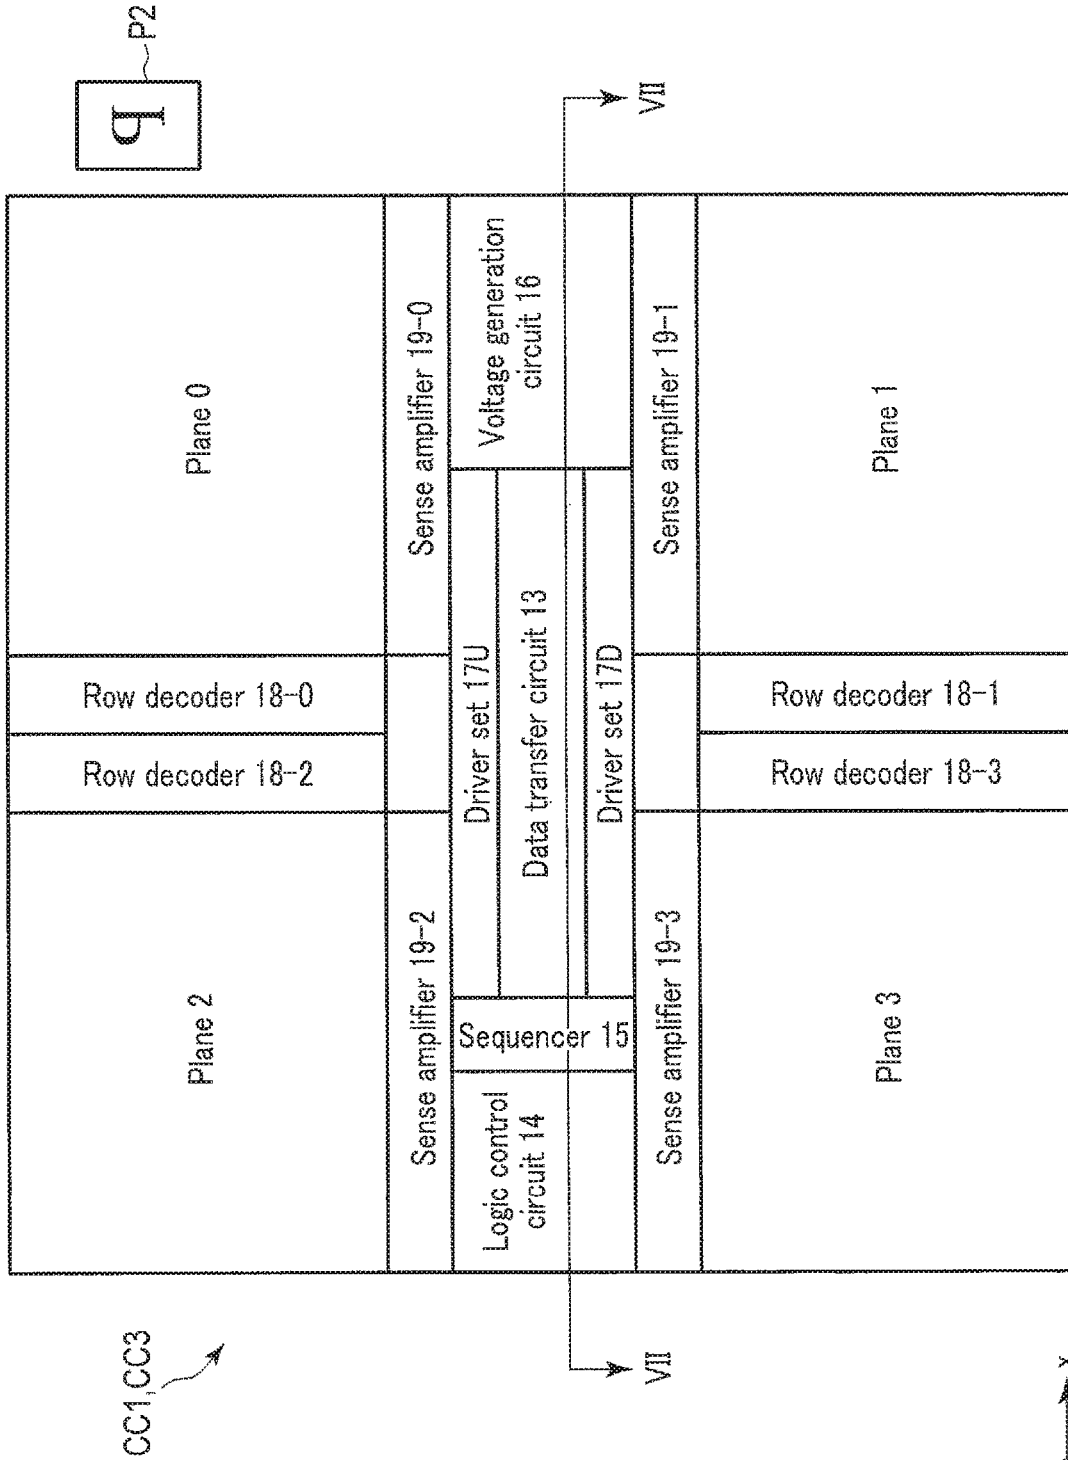 CC1,CC3
P2
Plane 2
Row decoder 18-2
Row decoder 18-0
Plane 0
Sense amplifier 19-2
Sense amplifier 19-0
Logic control
circuit 14
Sequencer 15
Driver set 17U
Data transfer circuit 13
Driver set 17D
Voltage generation
circuit 16
VII
VII
Sense amplifier 19-3
Sense amplifier 19-1
Plane 3
Row decoder 18-3
Row decoder 18-1
Plane 1